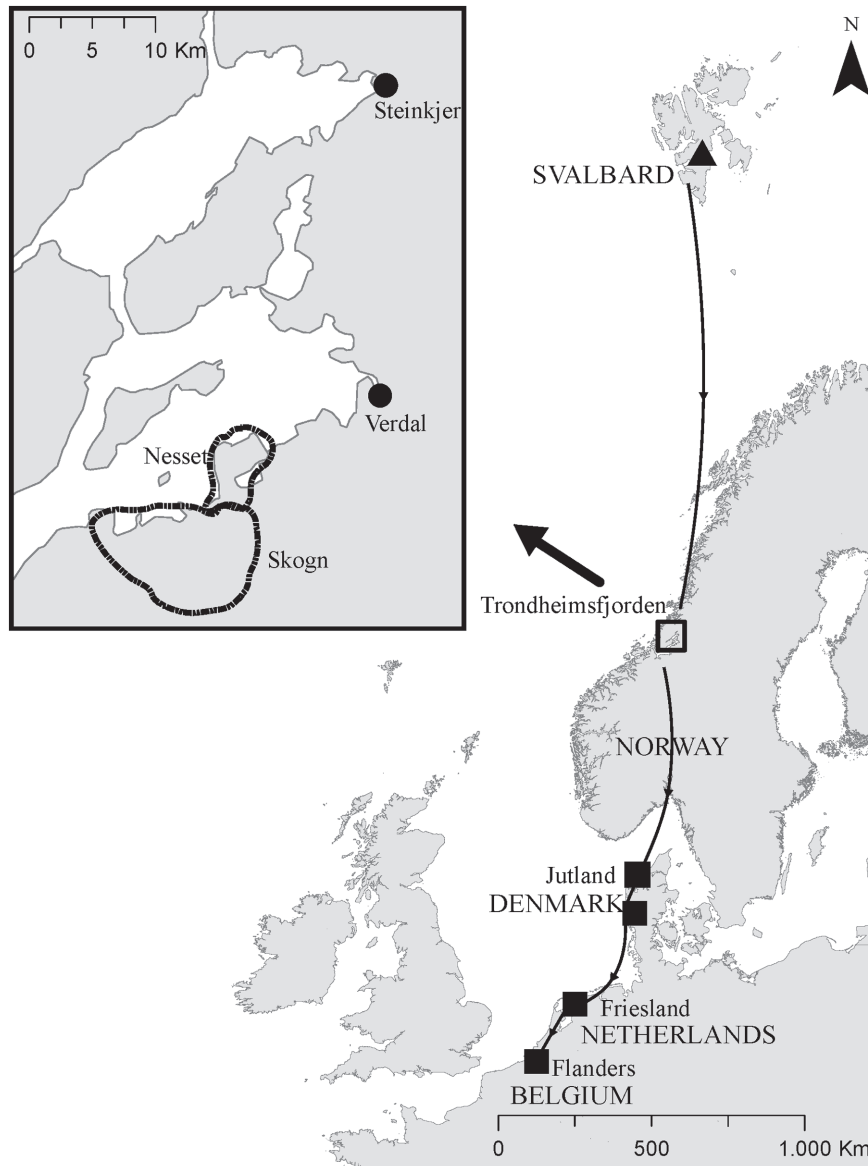 0 5 10 Km
Steinkjer
Verdal
Nesset
Skogn
N
SVALBARD
Trondheimsfjorden
NORWAY
Jutland
DENMARK
Friesland
NETHERLANDS
Flanders
BELGIUM
0 500 1.000 Km